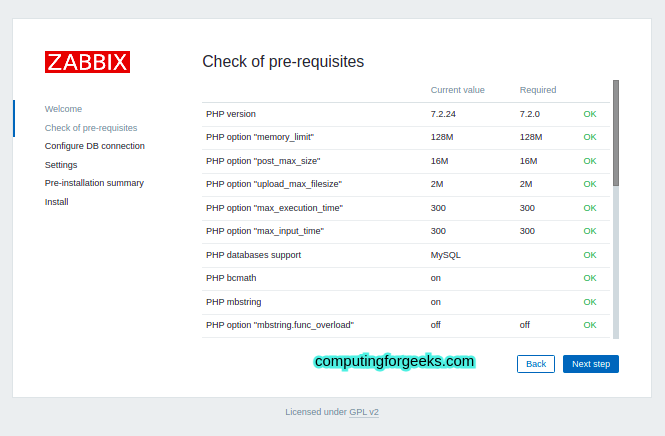 ZABBIX
Welcome
Check of pre-requisites
Configure DB connection
Settings
Pre-installation summary
Install
Check of pre-requisites
Current value Required
PHP version 7.2.24 7.2.0 OK
PHP option "memory_limit" 128M 128M OK
PHP option "post_max_size" 16M 16M OK
PHP option "upload_max_filesize" 2M 2M OK
PHP option "max_execution_time" 300 300 OK
PHP option "max_input_time" 300 300 OK
PHP databases support MySQL OK
PHP bcmath on OK
PHP mbstring on OK
PHP option "mbstring.func_overload" off off OK
computingforgeeks.com
Back Next step
Licensed under GPL v2